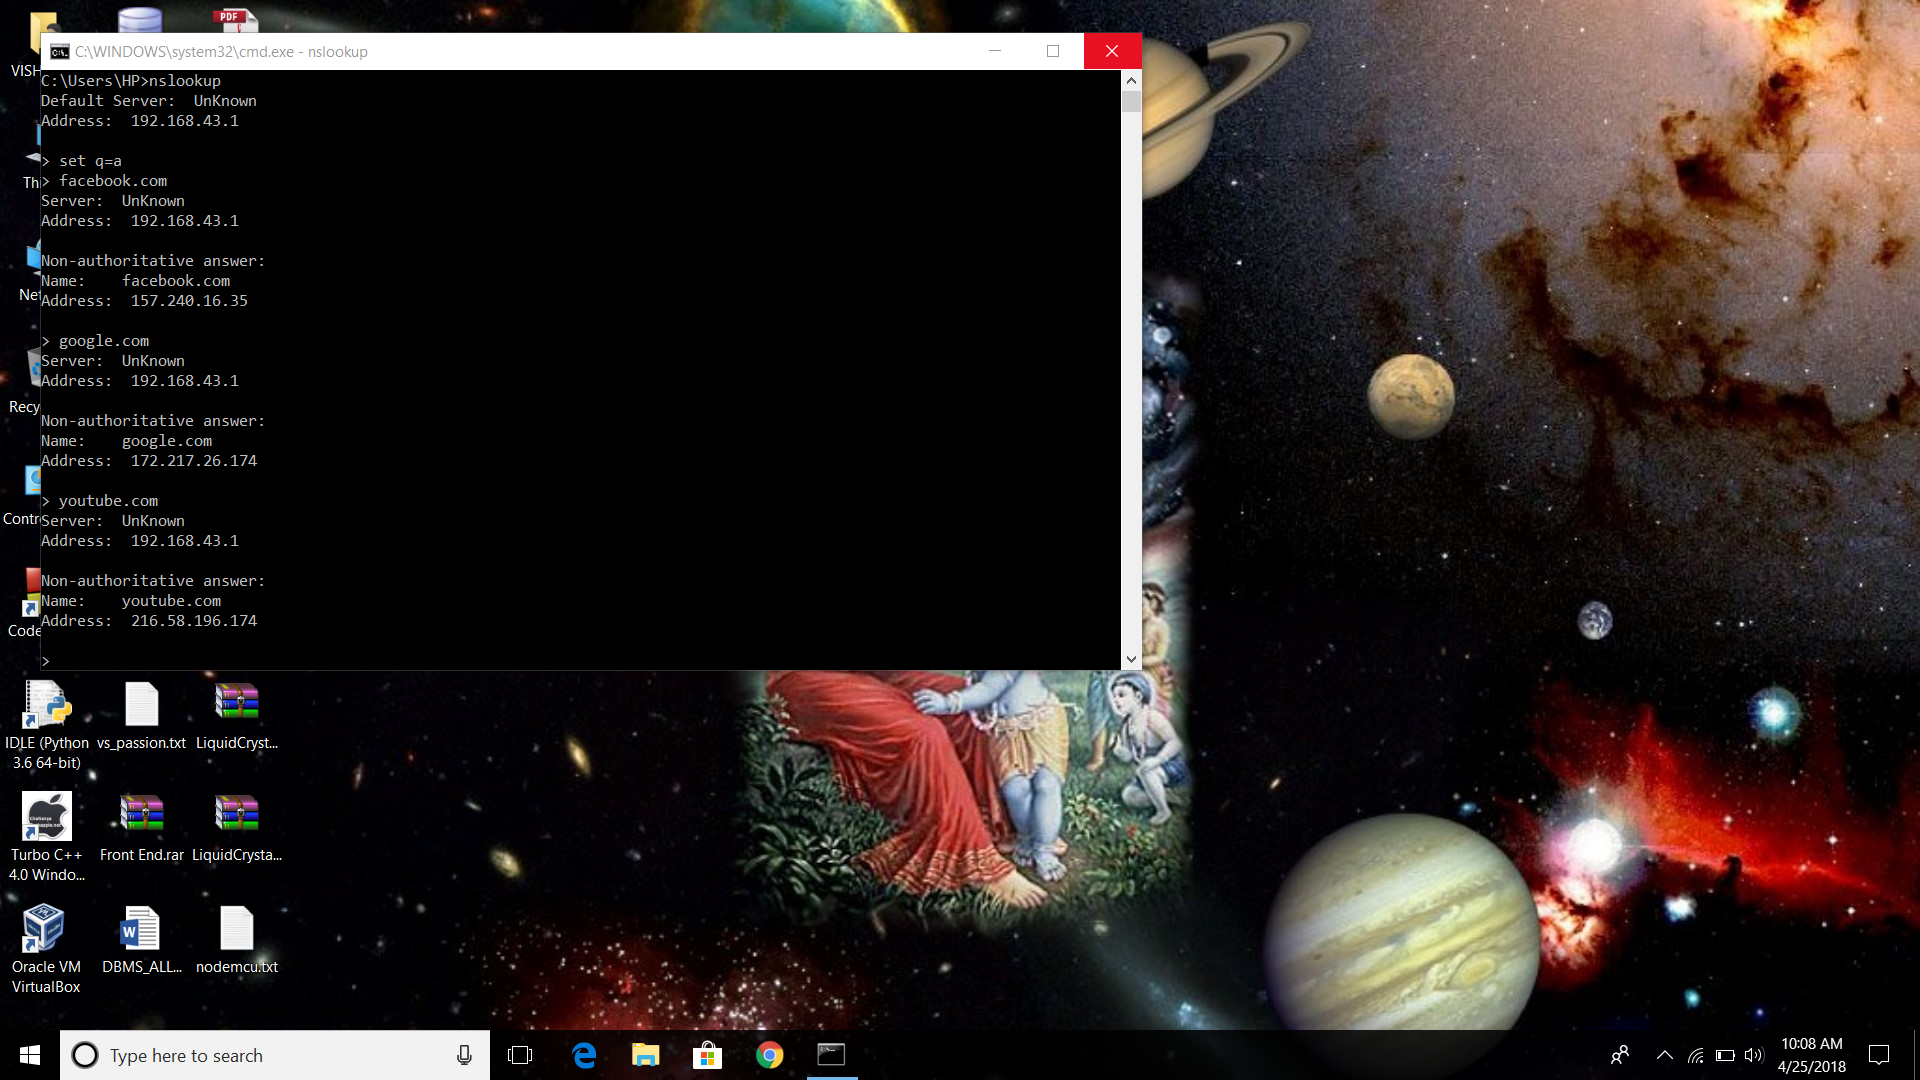 C:\WINDOWS\system32\cmd.exe - nslookup
C:\Users\HP>nslookup
Default Server:  UnKnown
Address:  192.168.43.1
> set q=a
> facebook.com
Server:  UnKnown
Address:  192.168.43.1
Non-authoritative answer:
Name:    facebook.com
Address:  157.240.16.35
> google.com
Server:  UnKnown
Address:  192.168.43.1
Non-authoritative answer:
Name:    google.com
Address:  172.217.26.174
> youtube.com
Server:  UnKnown
Address:  192.168.43.1
Non-authoritative answer:
Name:    youtube.com
Address:  216.58.196.174
>
PDF
VISH
Th
Net
Recy
Contr
Code
IDLE (Python
3.6 64-bit)
vs_passion.txt
LiquidCryst...
Turbo C++
4.0 Windo...
Front End.rar
LiquidCrysta...
Oracle VM
VirtualBox
DBMS_ALL...
nodemcu.txt
Type here to search
10:08 AM
4/25/2018